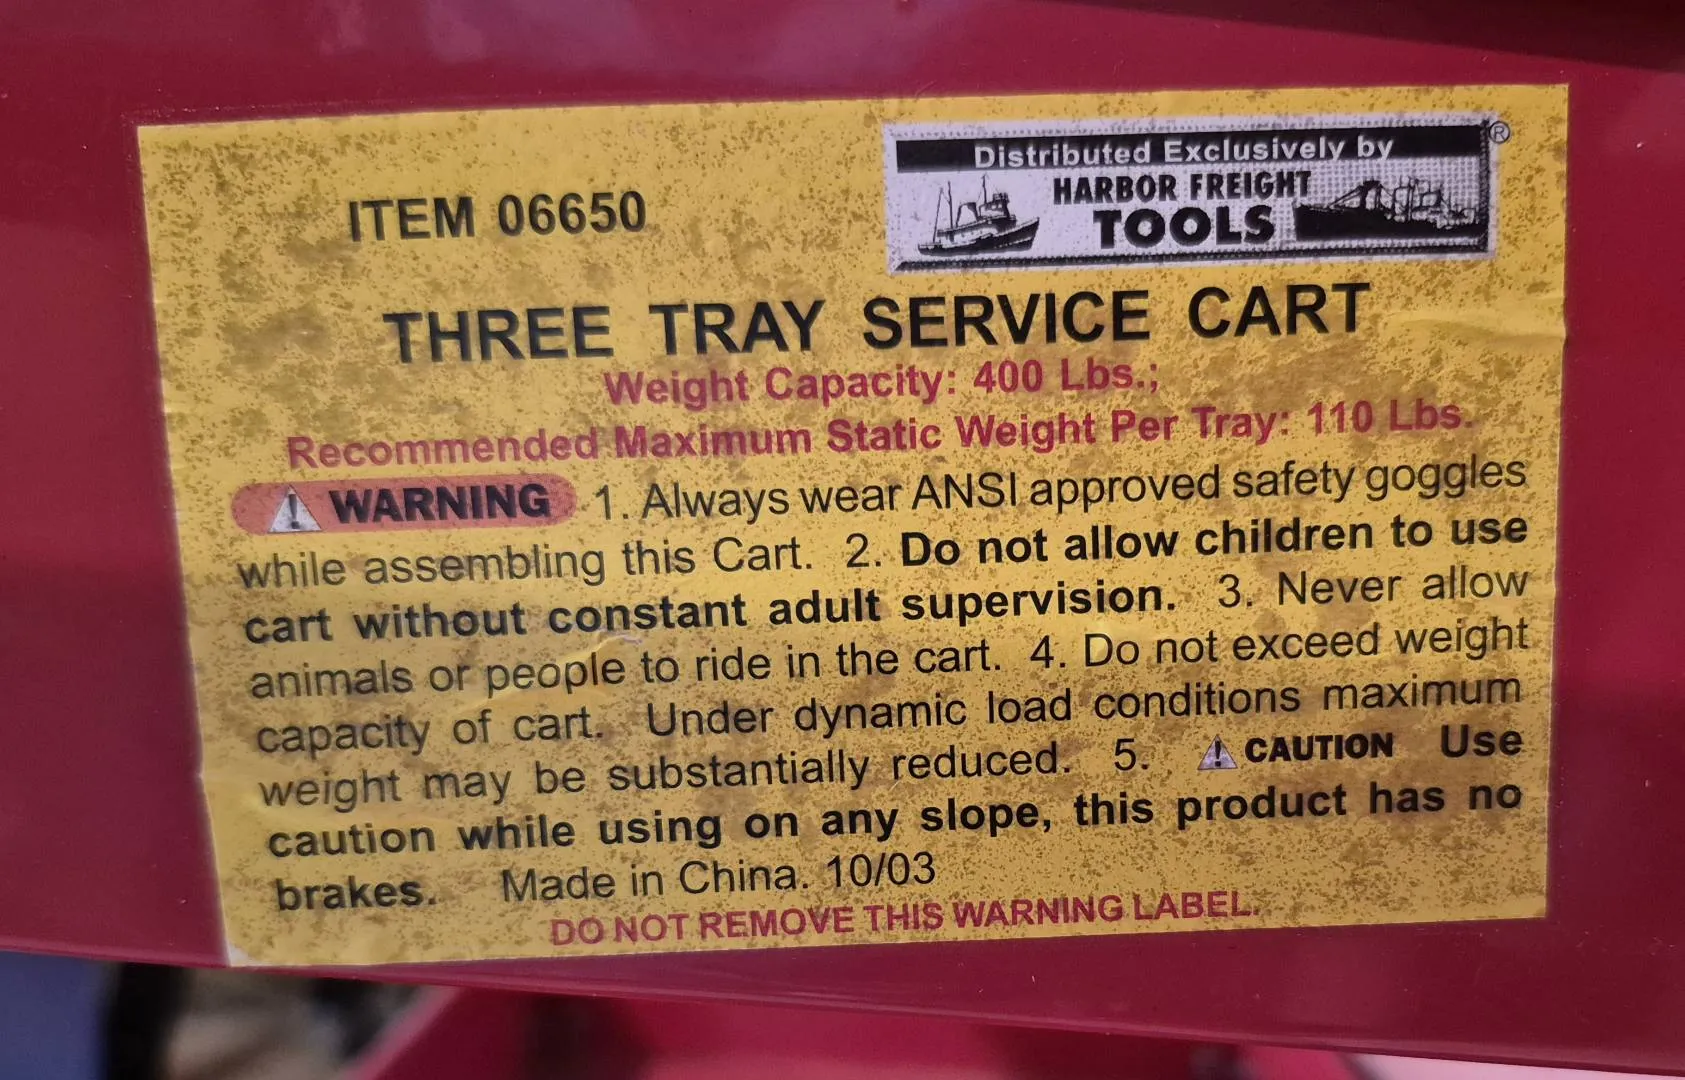 ITEM 06650
Distributed Exclusively by
HARBOR FREIGHT
TOOLS
®
THREE TRAY SERVICE CART
Weight Capacity: 400 Lbs.;
Recommended Maximum Static Weight Per Tray: 110 Lbs.
⚠ WARNING 1. Always wear ANSI approved safety goggles
while assembling this Cart. 2. Do not allow children to use
cart without constant adult supervision. 3. Never allow
animals or people to ride in the cart. 4. Do not exceed weight
capacity of cart. Under dynamic load conditions maximum
weight may be substantially reduced. 5. ⚠ CAUTION Use
caution while using on any slope, this product has no
brakes. Made in China. 10/03
DO NOT REMOVE THIS WARNING LABEL.